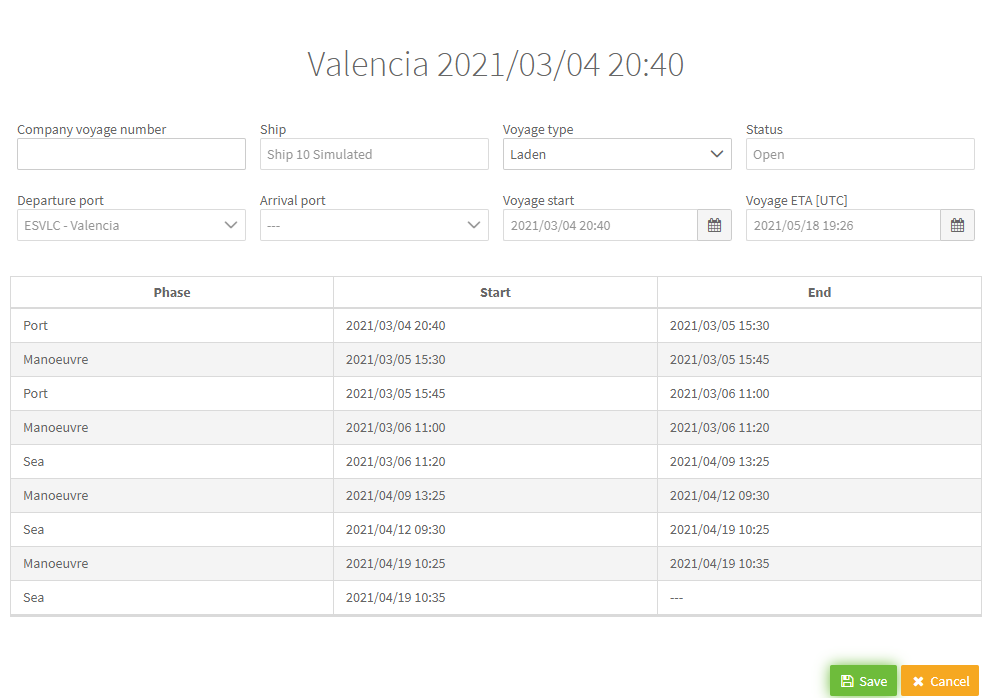 Valencia 2021/03/04 20:40
Company voyage number Ship Voyage type Status
Ship 10 Simulated Laden Open
Departure port Arrival port Voyage start Voyage ETA [UTC]
ESVLC - Valencia --- 2021/03/04 20:40 2021/05/18 19:26
Phase Start End
Port 2021/03/04 20:40 2021/03/05 15:30
Manoeuvre 2021/03/05 15:30 2021/03/05 15:45
Port 2021/03/05 15:45 2021/03/06 11:00
Manoeuvre 2021/03/06 11:00 2021/03/06 11:20
Sea 2021/03/06 11:20 2021/04/09 13:25
Manoeuvre 2021/04/09 13:25 2021/04/12 09:30
Sea 2021/04/12 09:30 2021/04/19 10:25
Manoeuvre 2021/04/19 10:25 2021/04/19 10:35
Sea 2021/04/19 10:35 ---
Save Cancel